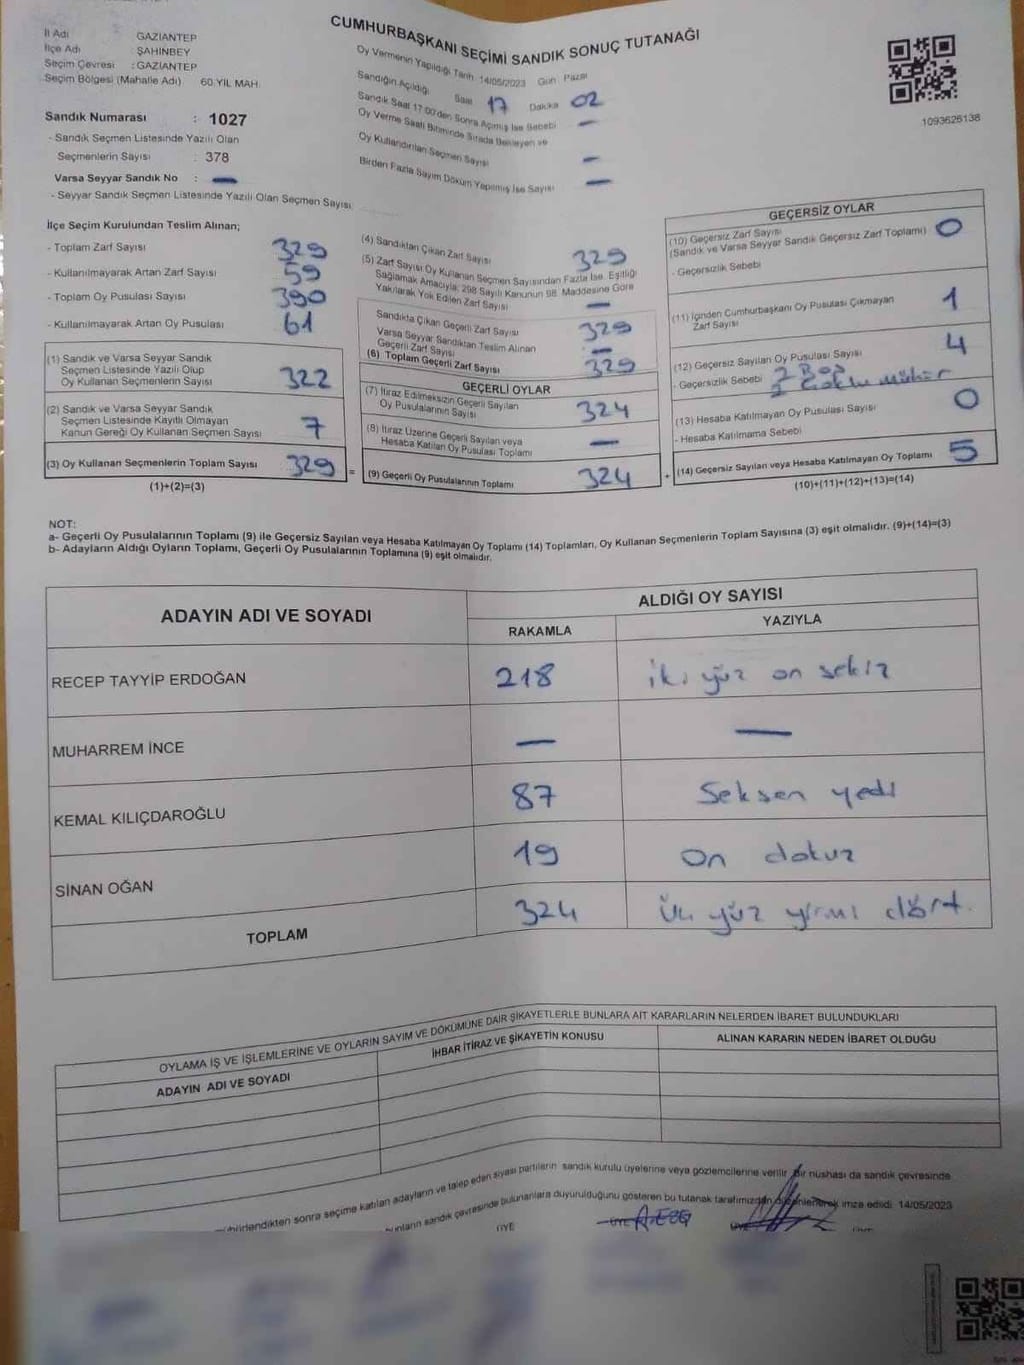 CUMHURBAŞKANI SEÇİMİ SANDIK SONUÇ TUTANAĞI
İl Adı GAZİANTEP
İlçe Adı ŞAHİNBEY
Seçim Çevresi : GAZİANTEP
Seçim Bölgesi (Mahalle Adı) 60.YIL MAH.
Sandık Numarası : 1027
- Sandık Seçmen Listesinde Yazılı Olan
Seçmenlerin Sayısı : 378
Varsa Seyyar Sandık No : —
- Seyyar Sandık Seçmen Listesinde Yazılı Olan Seçmen Sayısı
Oy Vermenin Yapıldığı Tarih 14/05/2023 Gün Pazar
Sandığın Açıldığı Saat 17 Dakika 02
Sandık Saat 17:00'den Sonra Açılmış İse Sebebi —
Oy Verme Saati Bitiminde Sırada Bekleyen ve
Oy Kullandırılan Seçmen Sayısı —
Birden Fazla Sayım Döküm Yapılmış İse Sayısı —
1093625138
İlçe Seçim Kurulundan Teslim Alınan;
- Toplam Zarf Sayısı 329
- Kullanılmayarak Artan Zarf Sayısı 59
- Toplam Oy Pusulası Sayısı 390
- Kullanılmayarak Artan Oy Pusulası 61
(1) Sandık ve Varsa Seyyar Sandık
Seçmen Listesinde Yazılı Olup
Oy Kullanan Seçmenlerin Sayısı 322
(2) Sandık ve Varsa Seyyar Sandık
Seçmen Listesinde Kayıtlı Olmayan
Kanun Gereği Oy Kullanan Seçmen Sayısı 7
(3) Oy Kullanan Seçmenlerin Toplam Sayısı 329 =
(1)+(2)=(3)
(4) Sandıktan Çıkan Zarf Sayısı 329
(5) Zarf Sayısı Oy Kullanan Seçmen Sayısından Fazla İse, Eşitliği
Sağlamak Amacıyla; 298 Sayılı Kanunun 98. Maddesine Göre
Yakılarak Yok Edilen Zarf Sayısı —
Sandıkta Çıkan Geçerli Zarf Sayısı 329
Varsa Seyyar Sandıktan Teslim Alınan
Geçerli Zarf Sayısı —
(6) Toplam Geçerli Zarf Sayısı 329
GEÇERLİ OYLAR
(7) İtiraz Edilmeksizin Geçerli Sayılan
Oy Pusulalarının Sayısı 324
(8) İtiraz Üzerine Geçerli Sayılan veya
Hesaba Katılan Oy Pusulası Toplamı —
(9) Geçerli Oy Pusulalarının Toplamı 324 +
GEÇERSİZ OYLAR
(10) Geçersiz Zarf Sayısı
(Sandık ve Varsa Seyyar Sandık Geçersiz Zarf Toplamı) 0
- Geçersizlik Sebebi
(11) İçinden Cumhurbaşkanı Oy Pusulası Çıkmayan
Zarf Sayısı 1
(12) Geçersiz Sayılan Oy Pusulası Sayısı 4
- Geçersizlik Sebebi 2 Boş
2 Çoklu mühür
(13) Hesaba Katılmayan Oy Pusulası Sayısı 0
- Hesaba Katılmama Sebebi
(14) Geçersiz Sayılan veya Hesaba Katılmayan Oy Toplamı 5
(10)+(11)+(12)+(13)=(14)
NOT:
a- Geçerli Oy Pusulalarının Toplamı (9) ile Geçersiz Sayılan veya Hesaba Katılmayan Oy Toplamı (14) Toplamları, Oy Kullanan Seçmenlerin Toplam Sayısına (3) eşit olmalıdır. (9)+(14)=(3)
b- Adayların Aldığı Oyların Toplamı, Geçerli Oy Pusulalarının Toplamına (9) eşit olmalıdır.
ADAYIN ADI VE SOYADI ALDIĞI OY SAYISI
RAKAMLA YAZIYLA
RECEP TAYYİP ERDOĞAN 218 iki yüz on sekiz
MUHARREM İNCE — —
KEMAL KILIÇDAROĞLU 87 Seksen yedi
SİNAN OĞAN 19 On dokuz
TOPLAM 324 Üç yüz yirmi dört.
OYLAMA İŞ VE İŞLEMLERİNE VE OYLARIN SAYIM VE DÖKÜMÜNE DAİR ŞİKAYETLERLE BUNLARA AİT KARARLARIN NELERDEN İBARET BULUNDUKLARI
ADAYIN ADI VE SOYADI İHBAR İTİRAZ VE ŞİKAYETİN KONUSU ALINAN KARARIN NEDEN İBARET OLDUĞU
sonra seçime katılan adayların ve talep eden siyasi partilerin sandık kurulu üyelerine veya gözlemcilerine verilir. Bir nüshası da sandık çevresinde
sandık çevresinde bulunanlara duyurulduğunu gösteren bu tutanak tarafımızdan düzenlenerek imza edildi. 14/05/2023
ÜYE ÜYE ÜYE